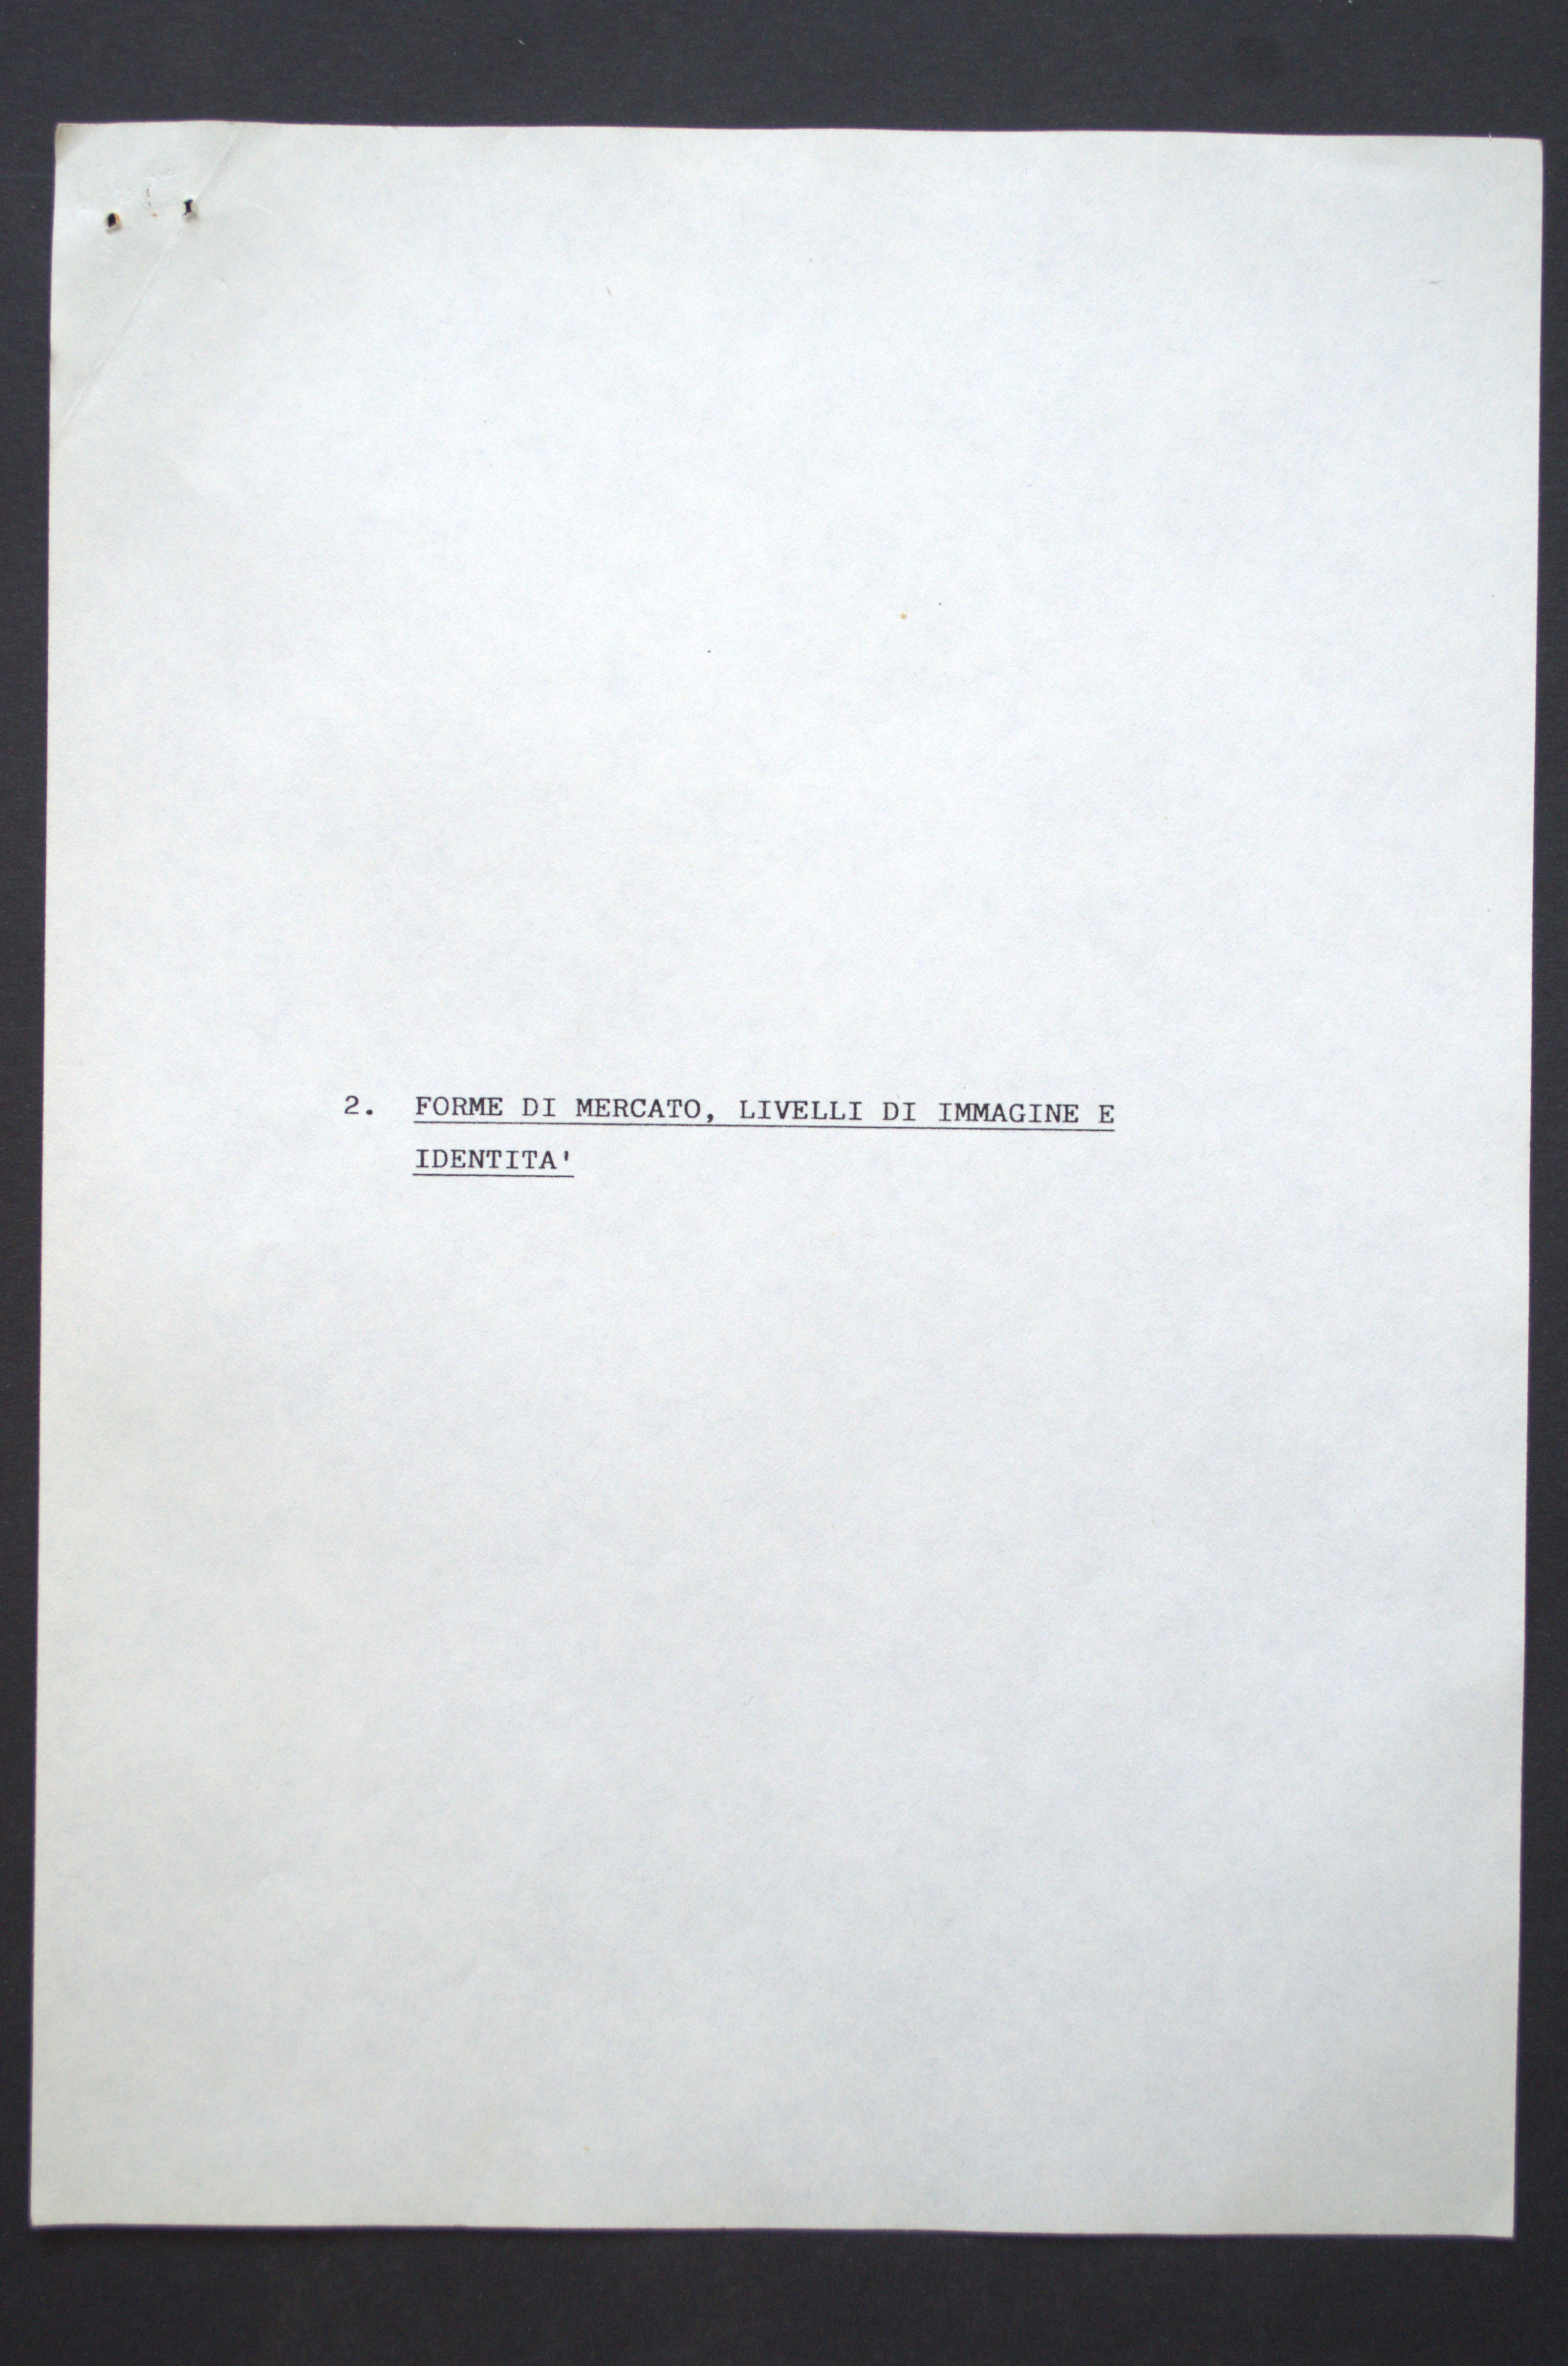 2. FORME DI MERCATO, LIVELLI DI IMMAGINE E
IDENTITA'